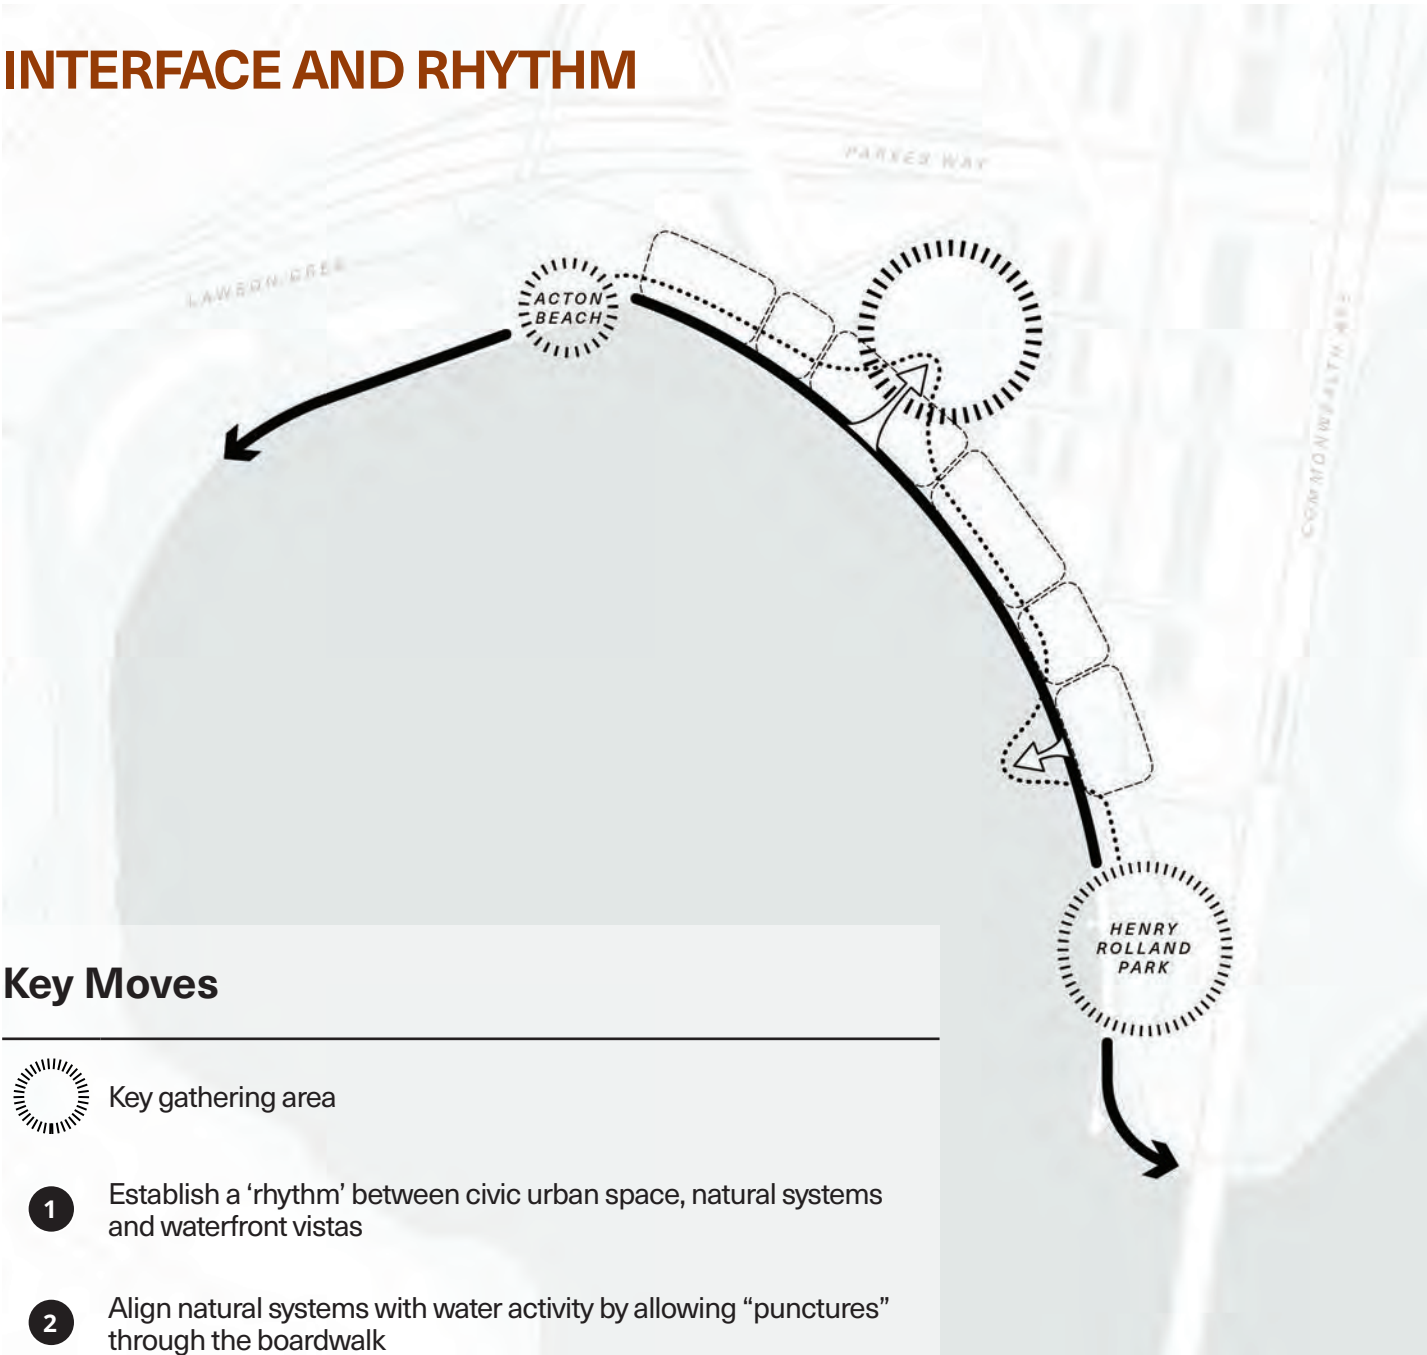 INTERFACE AND RHYTHM
PARKES WAY
LAWSON CRES
ACTON
BEACH
COMMONWEALTH AVE
HENRY
ROLLAND
PARK
Key Moves
Key gathering area
1
Establish a ‘rhythm’ between civic urban space, natural systems
and waterfront vistas
2
Align natural systems with water activity by allowing “punctures”
through the boardwalk